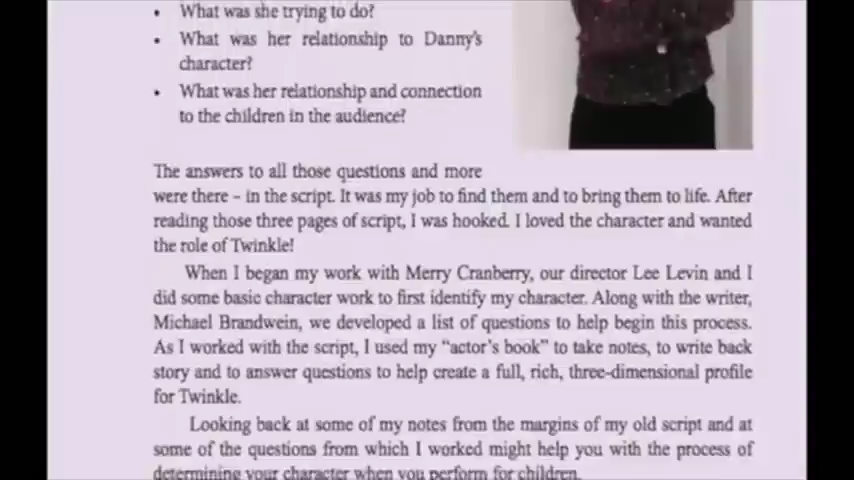 • What was she trying to do?
• What was her relationship to Danny's
character?
• What was her relationship and connection
to the children in the audience?
The answers to all those questions and more
were there – in the script. It was my job to find them and to bring them to life. After
reading those three pages of script, I was hooked. I loved the character and wanted
the role of Twinkle!
When I began my work with Merry Cranberry, our director Lee Levin and I
did some basic character work to first identify my character. Along with the writer,
Michael Brandwein, we developed a list of questions to help begin this process.
As I worked with the script, I used my “actor’s book” to take notes, to write back
story and to answer questions to help create a full, rich, three-dimensional profile
for Twinkle.
Looking back at some of my notes from the margins of my old script and at
some of the questions from which I worked might help you with the process of
determining your character when you perform for children.